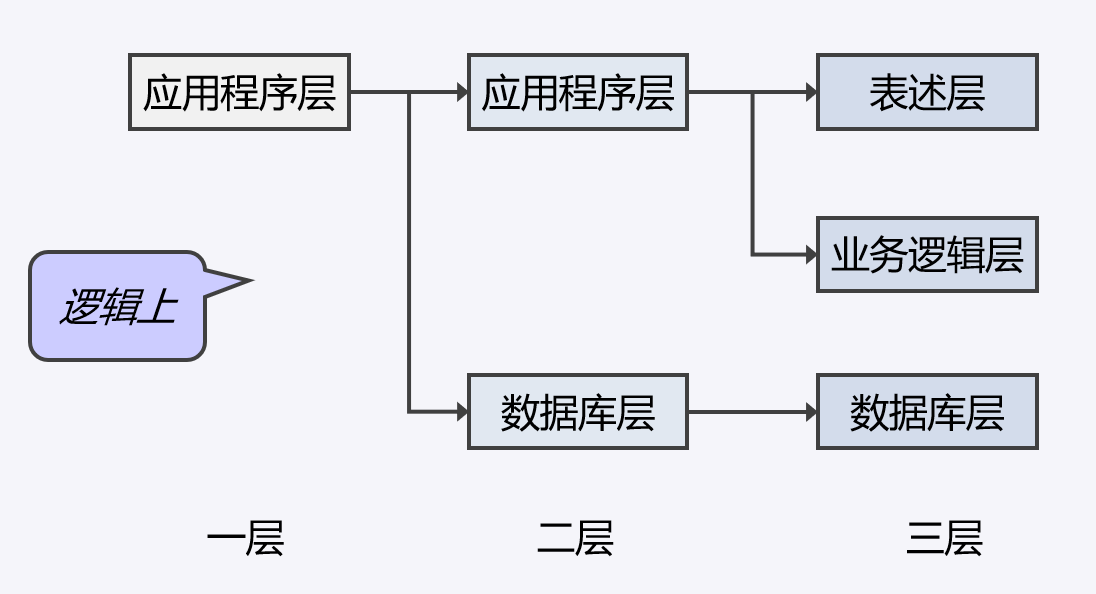 应用程序层
应用程序层
表述层
业务逻辑层
逻辑上
数据库层
数据库层
一层
二层
三层